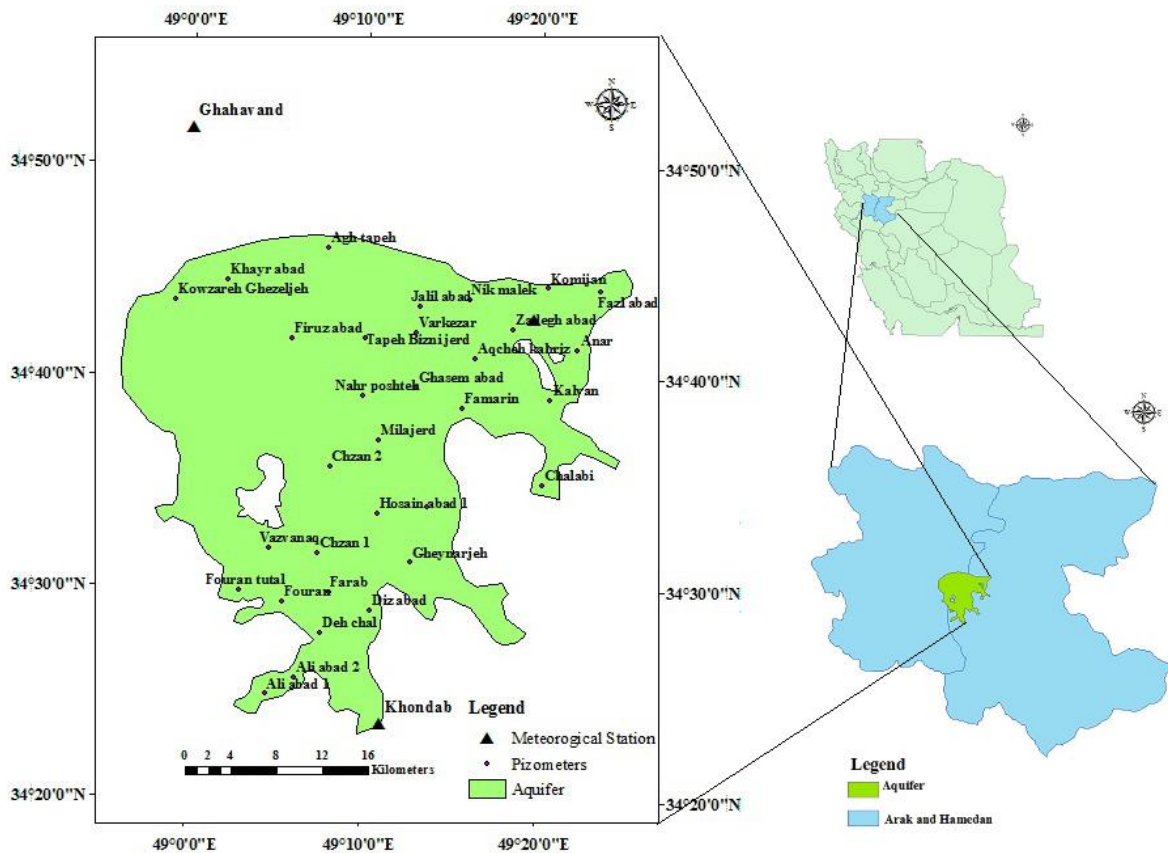 49°0'0"E 49°10'0"E 49°20'0"E
N
W E
S
Ghahavand
34°50'0"N 34°50'0"N
Agh tapeh
Khayr abad
Komijan
Kowzareh Ghezeljeh
Jalil abad Nik malek
Fazl abad
Firuz abad
Varkezar
Tapeh Biznijerd
Anar
Aqcheh kahriz
34°40'0"N 34°40'0"N
Nahr poshteh
Ghasem abad
Kalyan
Famarin
Milajerd
Chzan 2
Chalabi
Hosain abad 1
Vazvanaq
Chzan 1
Gheynarjeh
34°30'0"N 34°30'0"N
Fouran tutal
Farab
Fouran
Diz abad
Deh chal
Ali abad 2
Ali abad 1
Khondab
Legend
Meteorogical Station
Pizometers
Aquifer
0 2 4 8 12 16
Kilometers
34°20'0"N 34°20'0"N
49°0'0"E 49°10'0"E 49°20'0"E
Legend
Aquifer
Arak and Hamedan